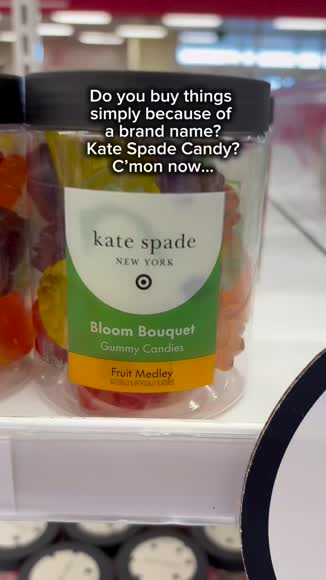 Do you buy things
simply because of
a brand name?
Kate Spade Candy?
C'mon now...
kate spade
NEW YORK
Bloom Bouquet
Gummy Candies
Fruit Medley